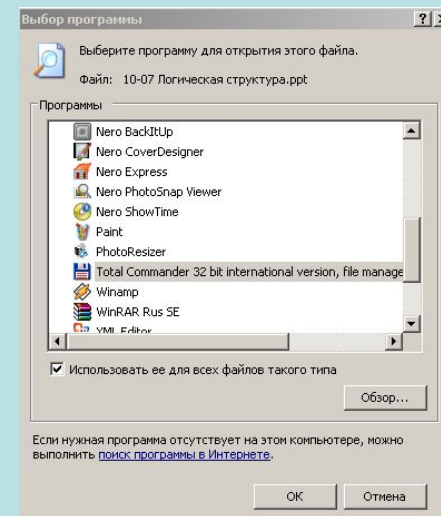 Выбор программы
Выберите программу для открытия этого файла.
Файл: 10-07 Логическая структура.ppt
Программы
Nero BackItUp
Nero CoverDesigner
Nero Express
Nero PhotoSnap Viewer
Nero ShowTime
Paint
PhotoResizer
Total Commander 32 bit international version, file manage
Winamp
WinRAR Rus SE
XML Editor
Использовать ее для всех файлов такого типа
Обзор...
Если нужная программа отсутствует на этом компьютере, можно
выполнить поиск программы в Интернете.
ОК
Отмена